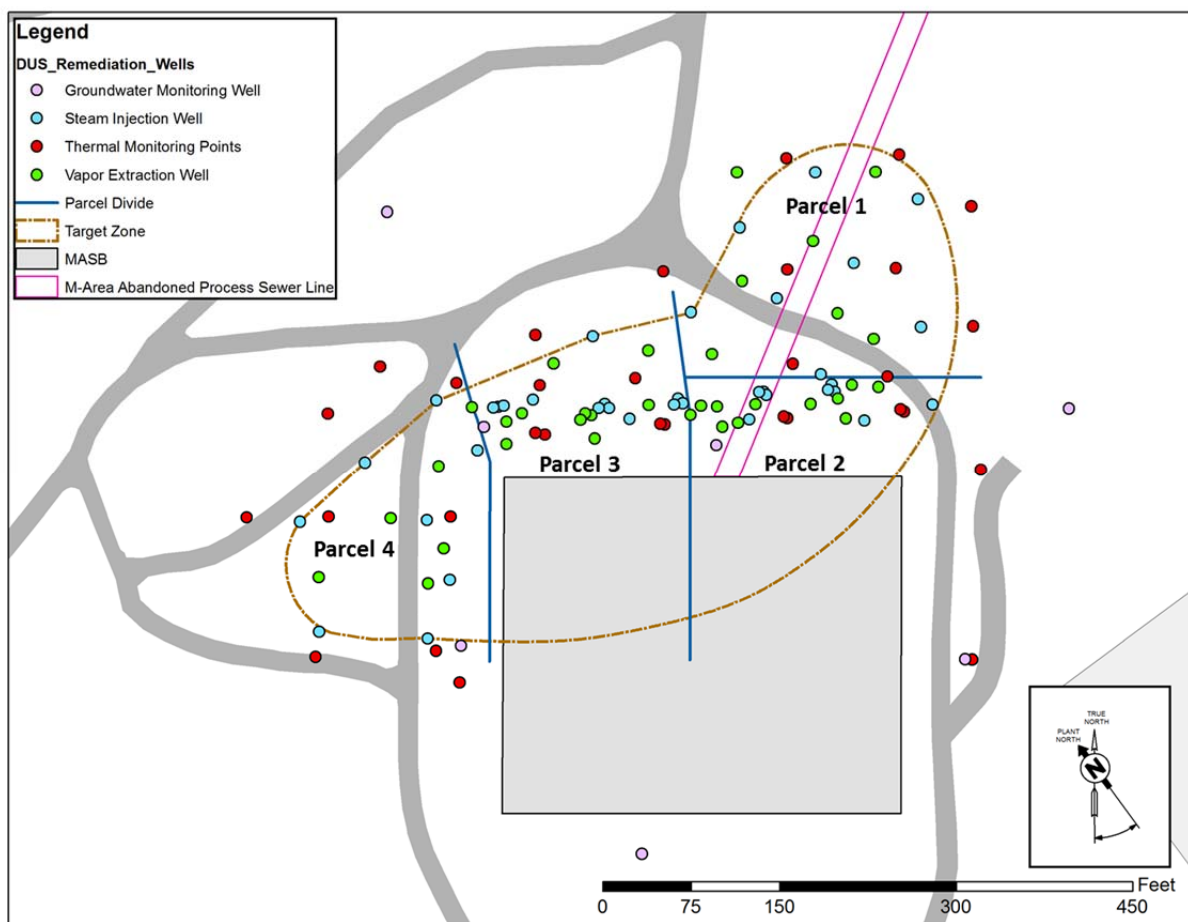 Legend
DUS_Remediation_Wells
Groundwater Monitoring Well
Steam Injection Well
Thermal Monitoring Points
Vapor Extraction Well
Parcel Divide
Target Zone
MASB
M-Area Abandoned Process Sewer Line
Parcel 1
Parcel 3
Parcel 2
Parcel 4
TRUE
NORTH
PLANT
NORTH
N
Feet
0 75 150 300 450